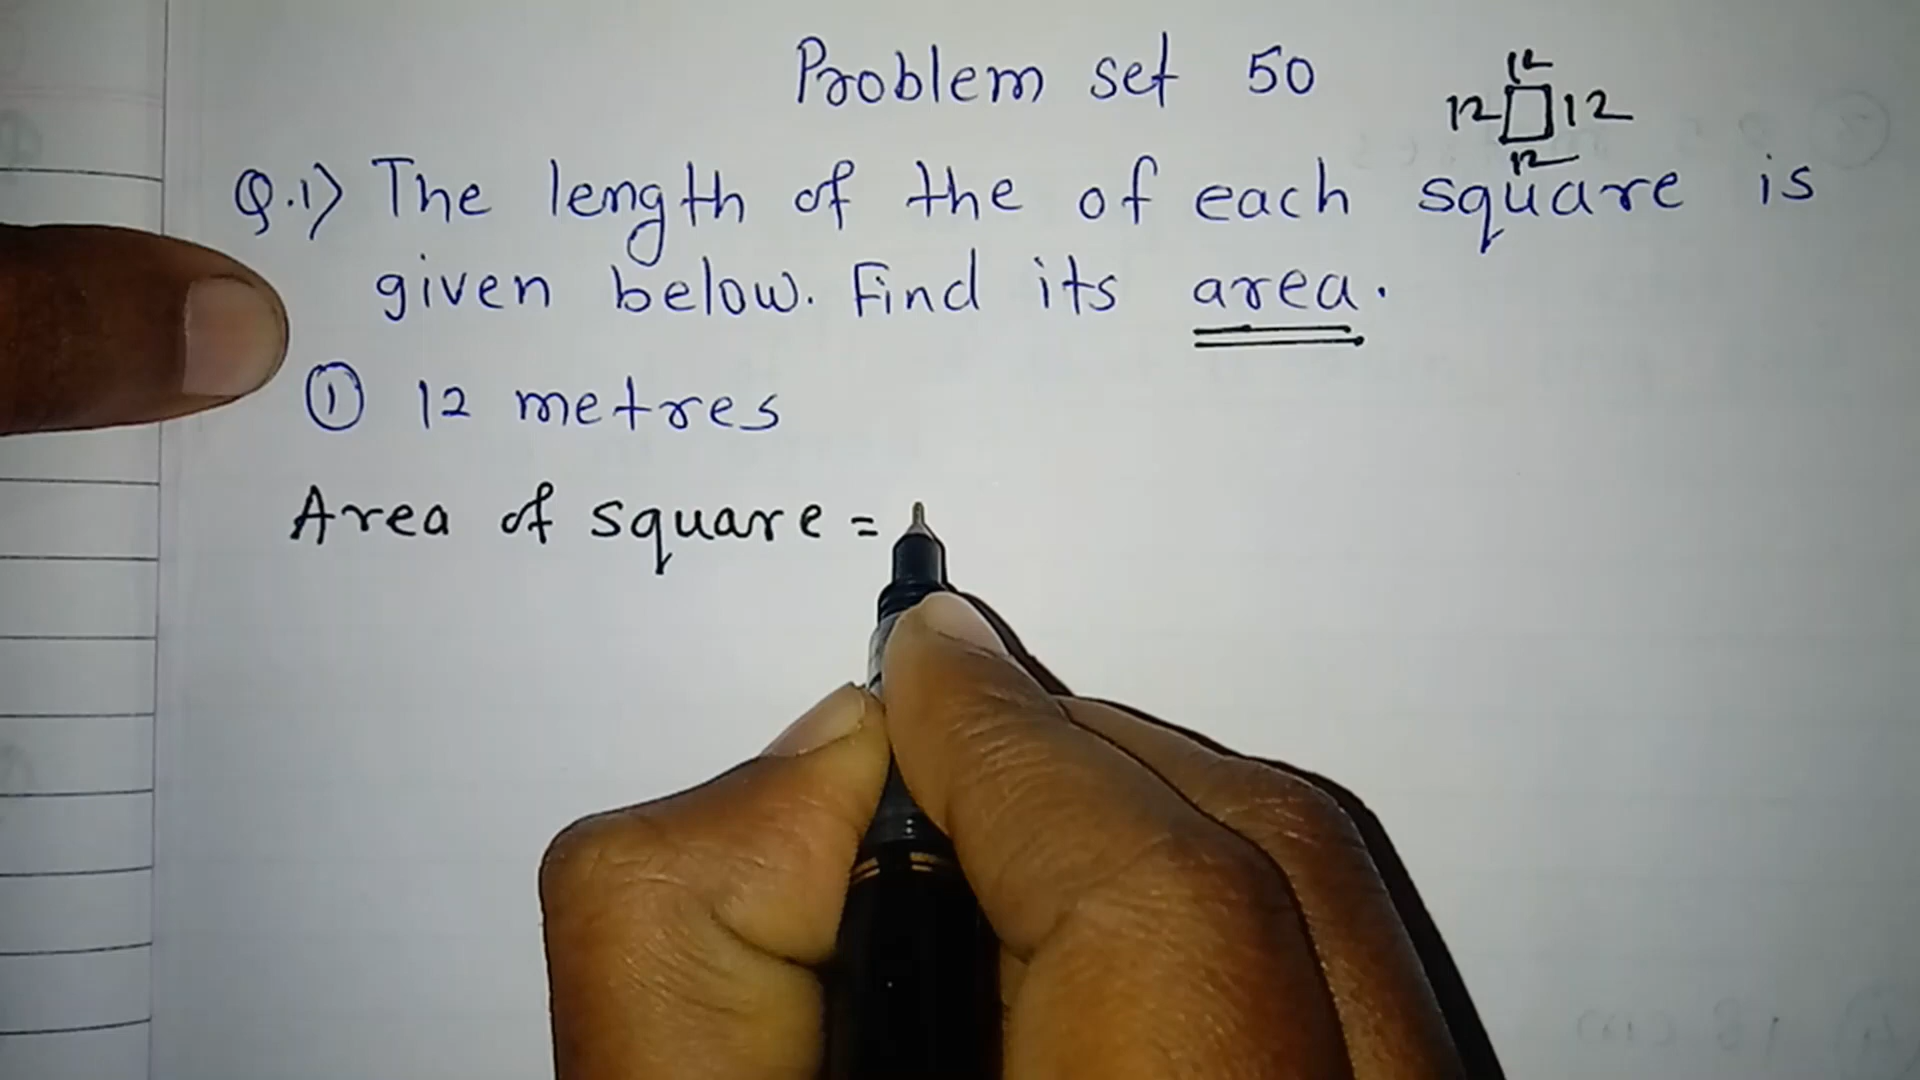 Problem set 50
12
12 12
12
Q.1) The length of the of each square is
given below. Find its area.
① 12 metres
Area of square =